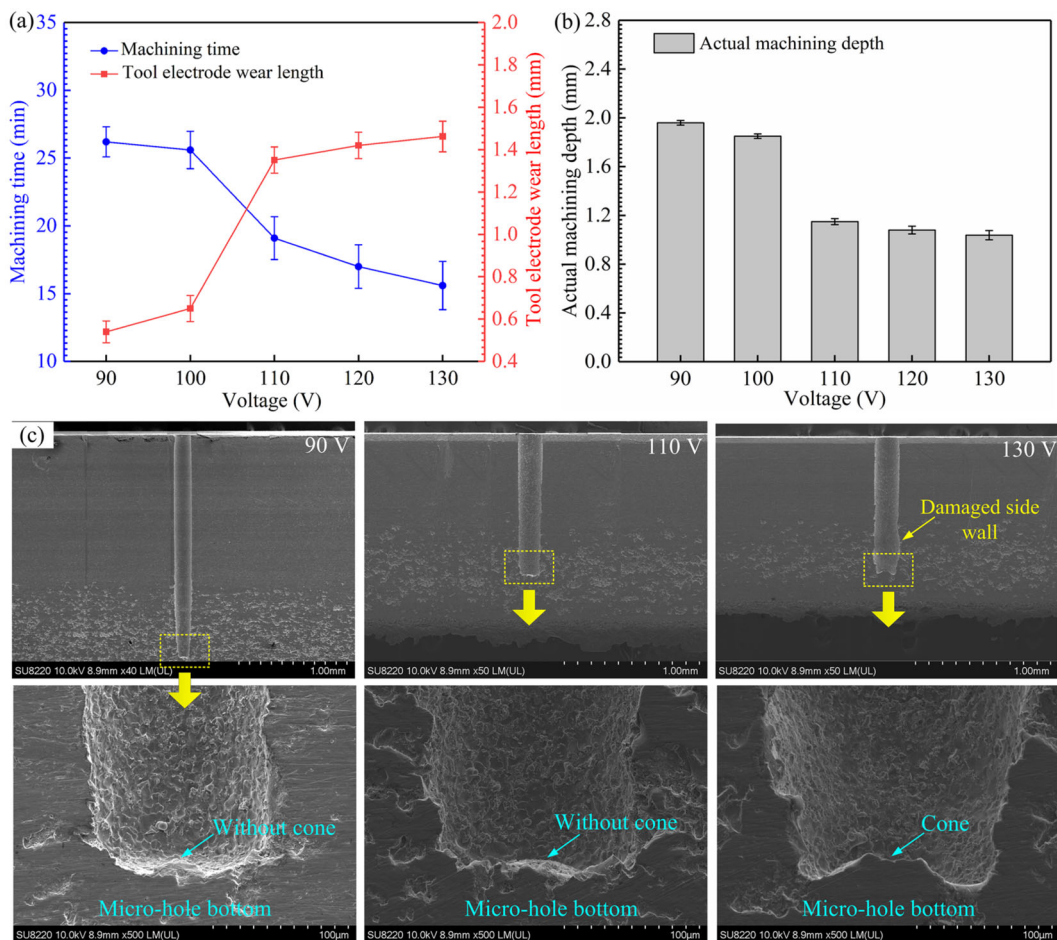 (a)
Machining time
Tool electrode wear length
Machining time (min)
35
30
25
20
15
10
2.0
1.8
1.6
1.4
1.2
1.0
0.8
0.6
0.4
Tool electrode wear length (mm)
90 100 110 120 130
Voltage (V)
(b)
Actual machining depth
Actual machining depth (mm)
2.8
2.4
2.0
1.6
1.2
0.8
0.0
90 100 110 120 130
Voltage (V)
(c)
90 V
SU8220 10.0kV 8.9mm x40 LM(UL) 1.00mm
110 V
SU8220 10.0kV 8.9mm x50 LM(UL) 1.00mm
130 V
Damaged side
wall
SU8220 10.0kV 8.9mm x50 LM(UL) 1.00mm
Without cone
Micro-hole bottom
SU8220 10.0kV 8.9mm x500 LM(UL) 100μm
Without cone
Micro-hole bottom
SU8220 10.0kV 8.9mm x500 LM(UL) 100μm
Cone
Micro-hole bottom
SU8220 10.0kV 8.9mm x500 LM(UL) 100μm